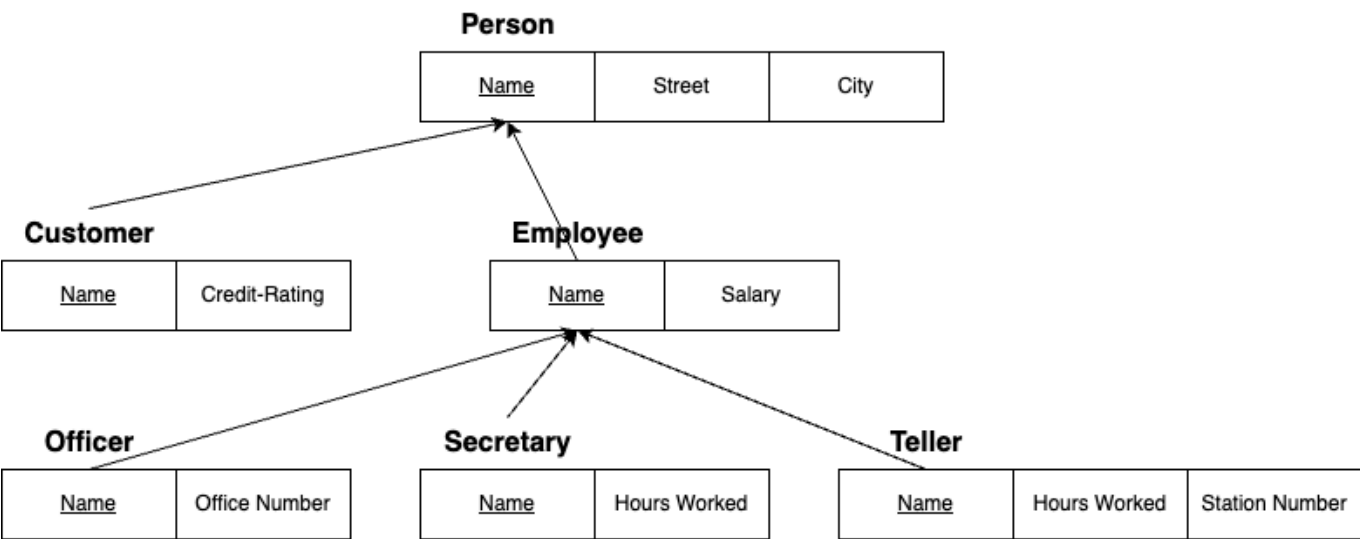 Person
Name Street City
Customer Employee
Name Credit-Rating Name Salary
Officer Secretary Teller
Name Office Number Name Hours Worked Name Hours Worked Station Number